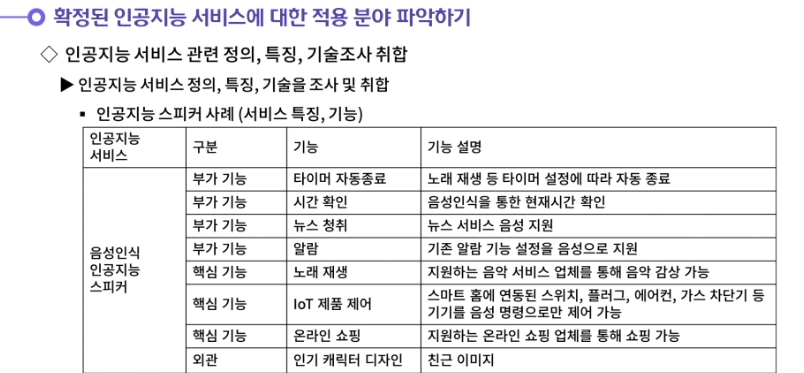 확정된 인공지능 서비스에 대한 적용 분야 파악하기
◇ 인공지능 서비스 관련 정의, 특징, 기술조사 취합
▶ 인공지능 서비스 정의, 특징, 기술을 조사 및 취합
▪ 인공지능 스피커 사례 (서비스 특징, 기능)
인공지능
서비스
구분
기능
기능 설명
음성인식
인공지능
스피커
부가 기능
타이머 자동종료
노래 재생 등 타이머 설정에 따라 자동 종료
부가 기능
시간 확인
음성인식을 통한 현재시간 확인
부가 기능
뉴스 청취
뉴스 서비스 음성 지원
부가 기능
알람
기존 알람 기능 설정을 음성으로 지원
핵심 기능
노래 재생
지원하는 음악 서비스 업체를 통해 음악 감상 가능
핵심 기능
IoT 제품 제어
스마트 홈에 연동된 스위치, 플러그, 에어컨, 가스 차단기 등
기기를 음성 명령으로만 제어 가능
핵심 기능
온라인 쇼핑
지원하는 온라인 쇼핑 업체를 통해 쇼핑 가능
외관
인기 캐릭터 디자인
친근 이미지